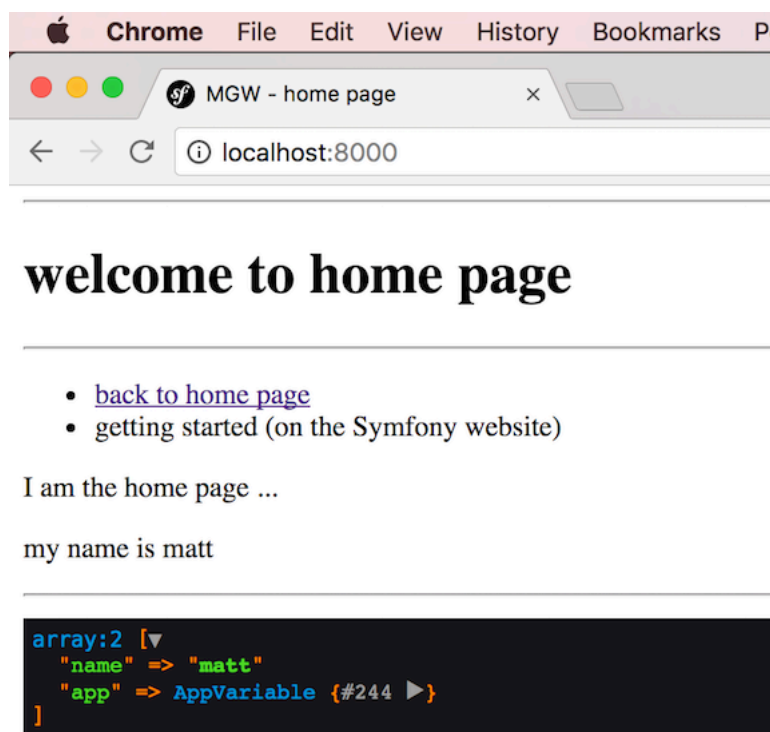 Chrome File Edit View History Bookmarks
MGW - home page
localhost:8000
welcome to home page
back to home page
getting started (on the Symfony website)
I am the home page ...
my name is matt
array:2 [▼
"name" => "matt"
"app" => AppVariable {#244 ▶}
]